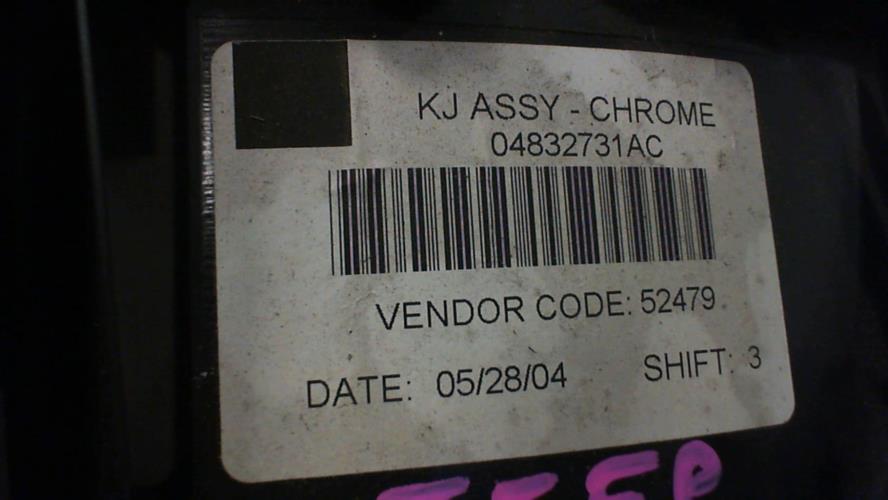 KJ ASSY - CHROME
04832731AC
VENDOR CODE: 52479
DATE: 05/28/04 SHIFT: 3